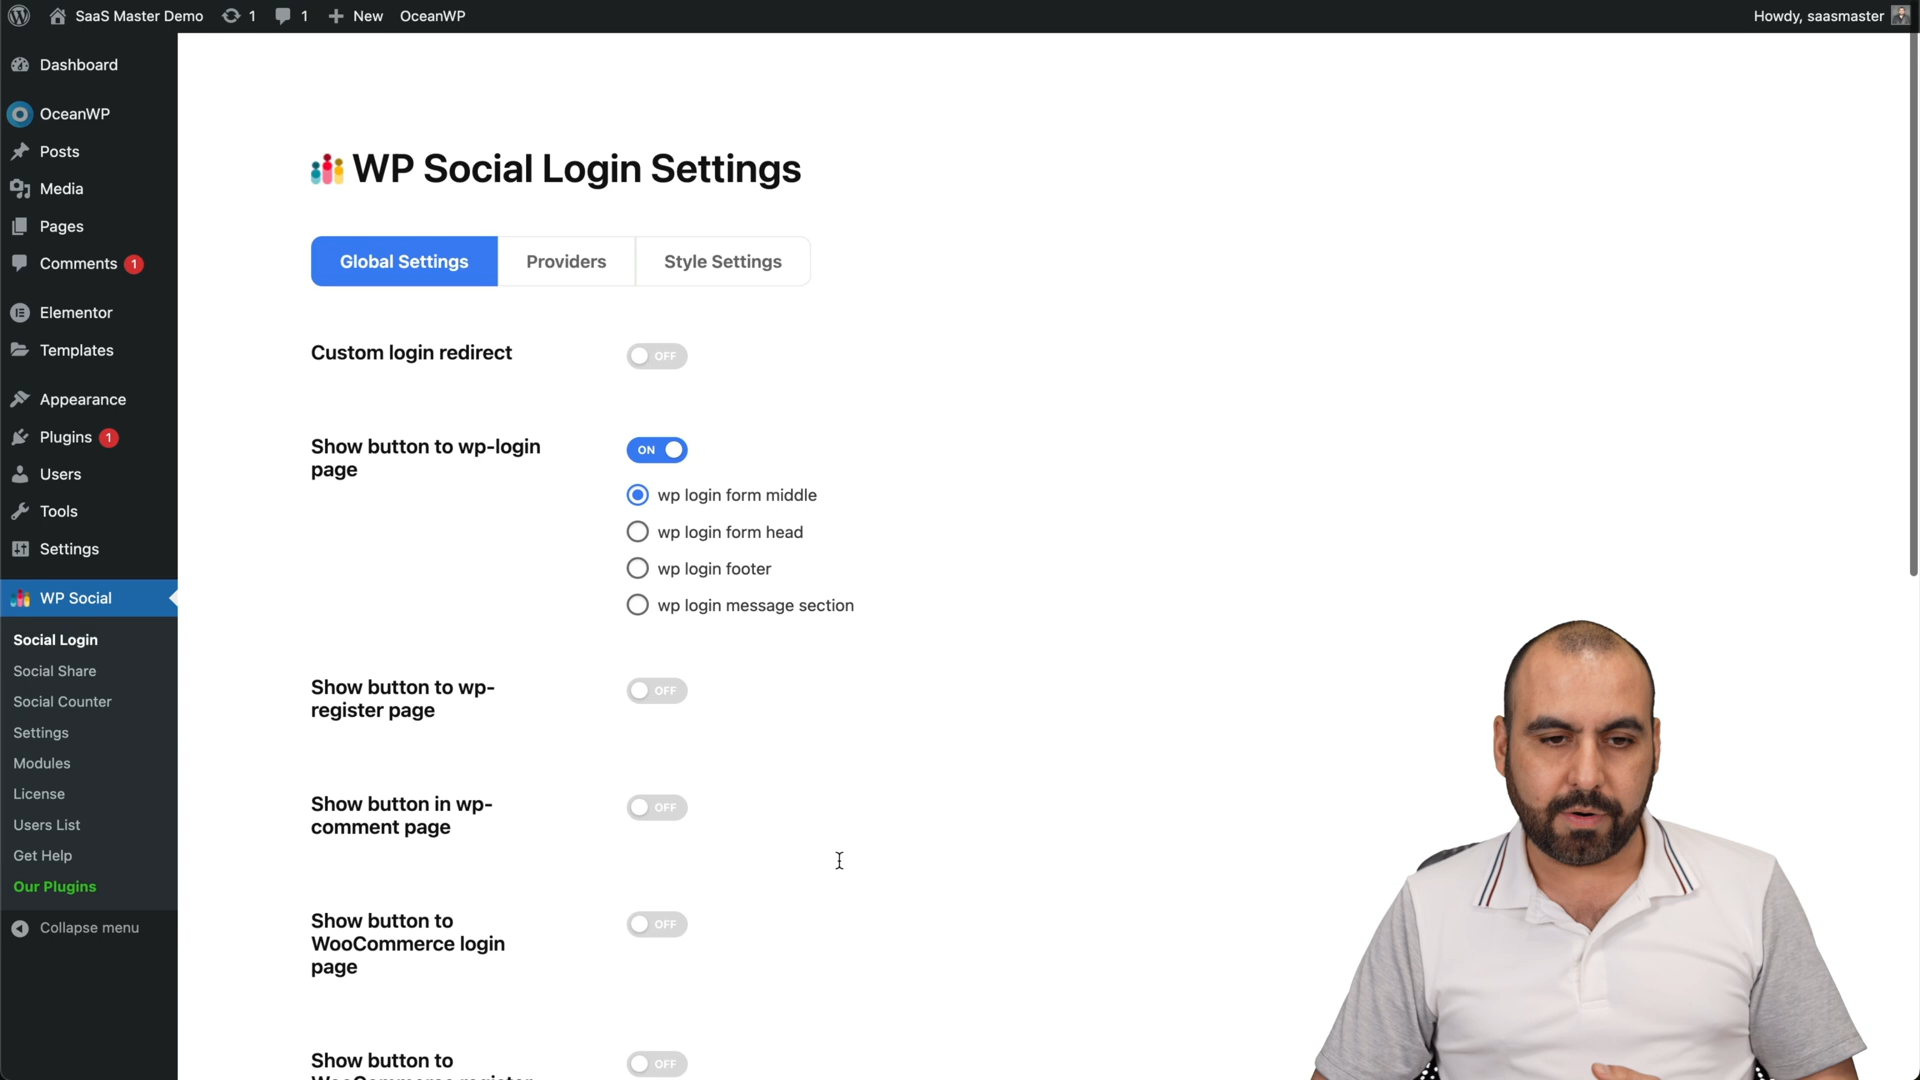 SaaS Master Demo 1 1 New OceanWP Howdy, saasmaster
Dashboard
OceanWP
Posts
Media
Pages
Comments 1
Elementor
Templates
Appearance
Plugins 1
Users
Tools
Settings
WP Social
Social Login
Social Share
Social Counter
Settings
Modules
License
Users List
Get Help
Our Plugins
Collapse menu
WP Social Login Settings
Global Settings Providers Style Settings
Custom login redirect OFF
Show button to wp-login
page
ON
wp login form middle
wp login form head
wp login footer
wp login message section
Show button to wp-
register page
OFF
Show button in wp-
comment page
OFF
Show button to
WooCommerce login
page
OFF
Show button to
WooCommerce register
OFF